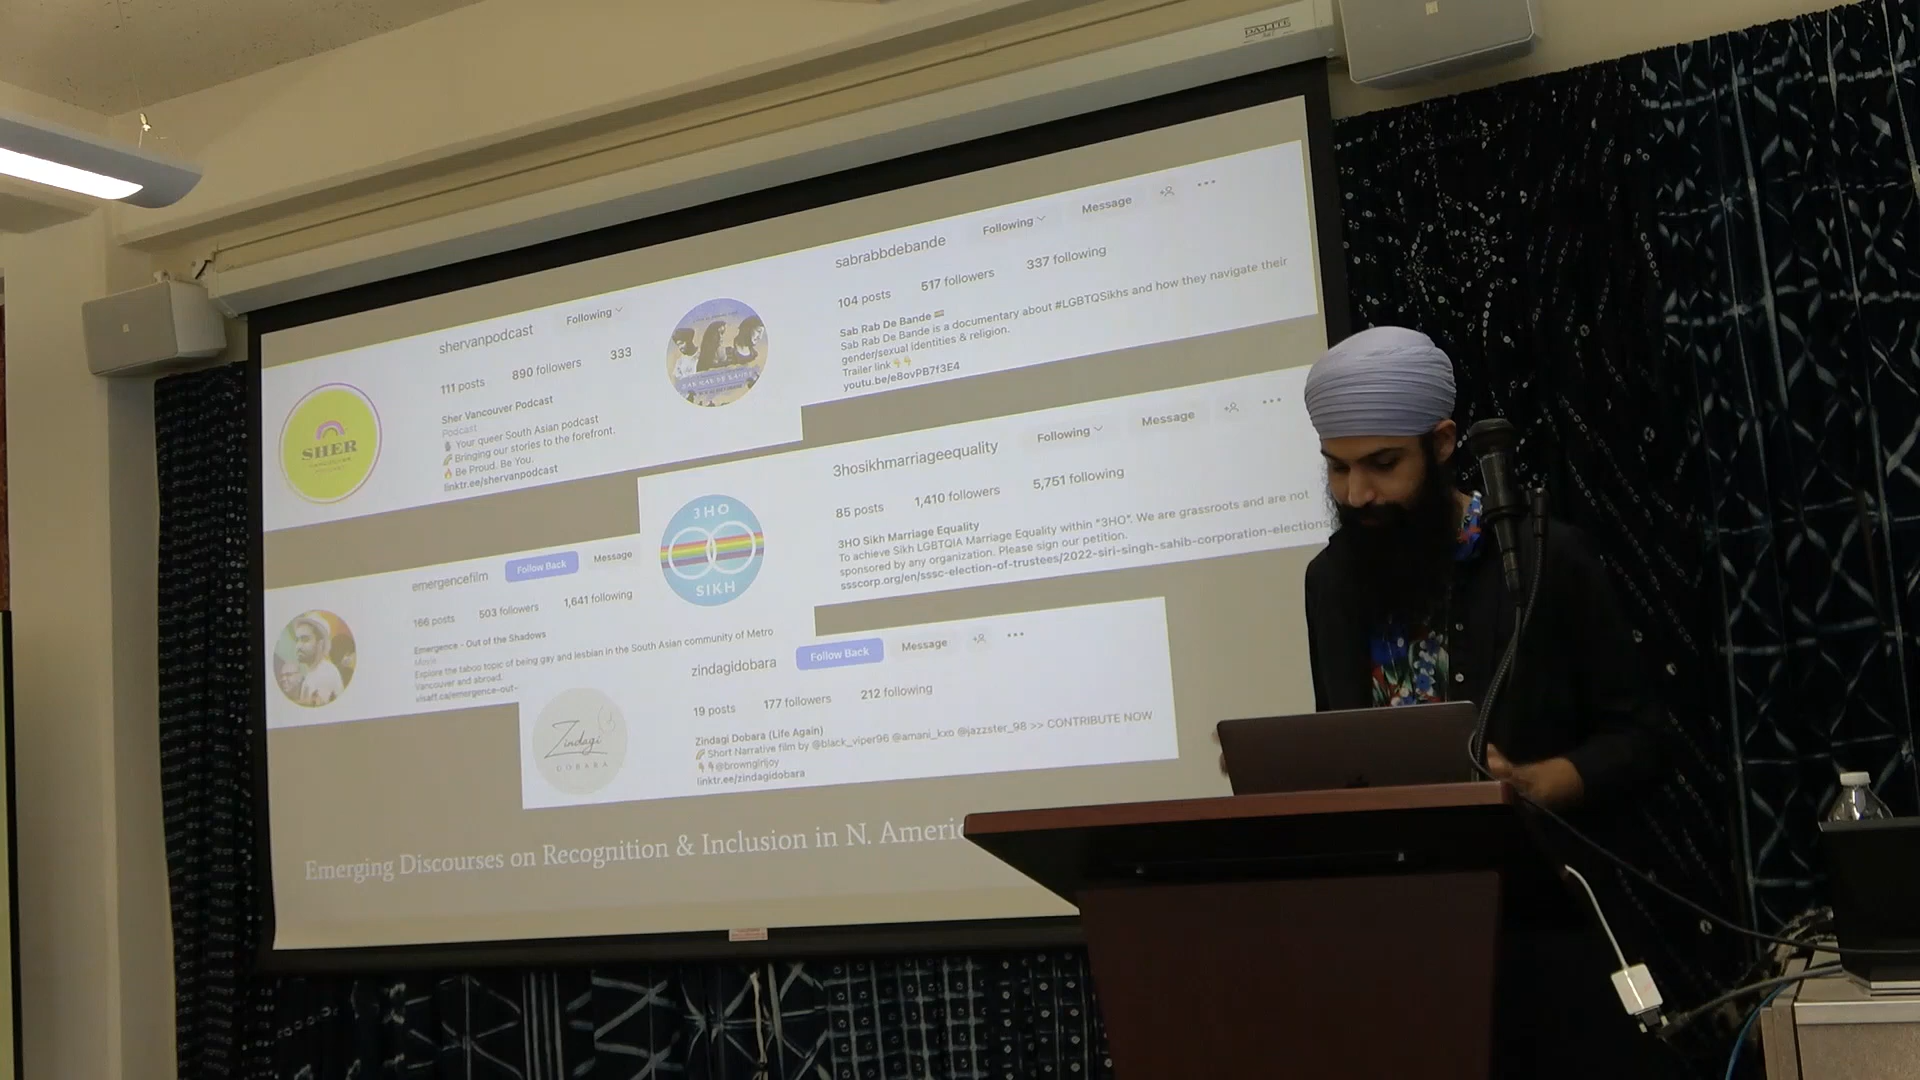 DA-LITE
shervanpodcast
Following
111 posts
890 followers
333
Sher Vancouver Podcast
Podcast
Your queer South Asian podcast
Bringing our stories to the forefront.
Be Proud. Be You.
linktr.ee/shervanpodcast
SHER
sabrabbdebande
Following
Message
104 posts
517 followers
337 following
Sab Rab De Bande
Sab Rab De Bande is a documentary about #LGBTQSikhs and how they navigate their
gender/sexual identities & religion.
Trailer link
youtu.be/e8ovPB7f3E4
3hosikhmarriageequality
Following
Message
85 posts
1,410 followers
5,751 following
3HO Sikh Marriage Equality
To achieve Sikh LGBTQIA Marriage Equality within "3HO". We are grassroots and are not
sponsored by any organization. Please sign our petition.
ssscorp.org/en/sssc-election-of-trustees/2022-siri-singh-sahib-corporation-elections
3HO
SIKH
emergencefilm
Follow Back
Message
166 posts
503 followers
1,641 following
Emergence - Out of the Shadows
Movie
Explore the taboo topic of being gay and lesbian in the South Asian community of Metro
Vancouver and abroad.
visaff.ca/emergence-out-
zindagidobara
Follow Back
Message
19 posts
177 followers
212 following
Zindagi Dobara (Life Again)
Short Narrative film by @black_viper96 @amani_kxo @jazzster_98 >> CONTRIBUTE NOW
@browngirljoy
linktr.ee/zindagidobara
Zindagi
DOBARA
Emerging Discourses on Recognition & Inclusion in N. Americ